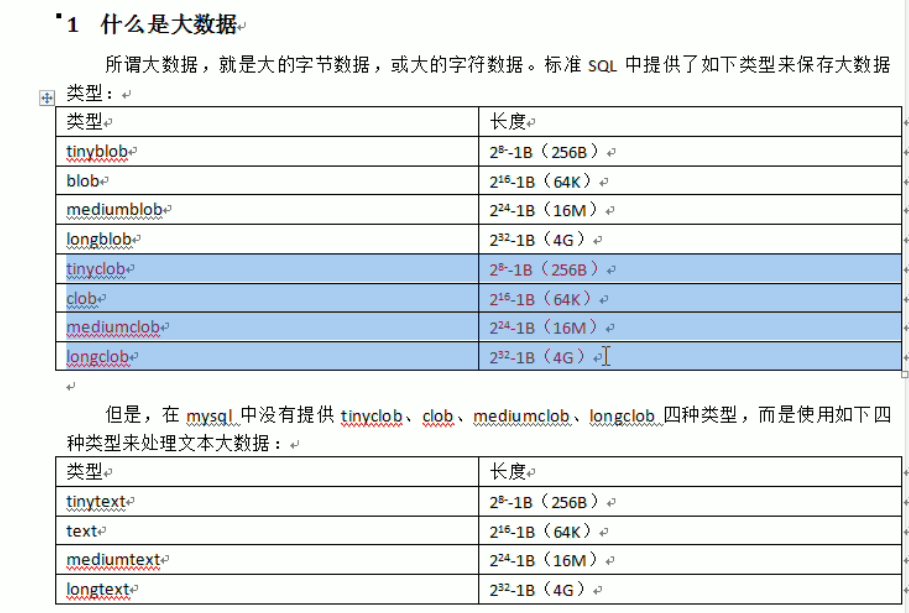 1 什么是大数据
所谓大数据，就是大的字节数据，或大的字符数据。标准 SQL 中提供了如下类型来保存大数据
类型：
类型 长度
tinyblob 2⁸-1B（256B）
blob 2¹⁶-1B（64K）
mediumblob 2²⁴-1B（16M）
longblob 2³²-1B（4G）
tinyclob 2⁸-1B（256B）
clob 2¹⁶-1B（64K）
mediumclob 2²⁴-1B（16M）
longclob 2³²-1B（4G）
但是，在 mysql 中没有提供 tinyclob、clob、mediumclob、longclob 四种类型，而是使用如下四
种类型来处理文本大数据：
类型 长度
tinytext 2⁸-1B（256B）
text 2¹⁶-1B（64K）
mediumtext 2²⁴-1B（16M）
longtext 2³²-1B（4G）